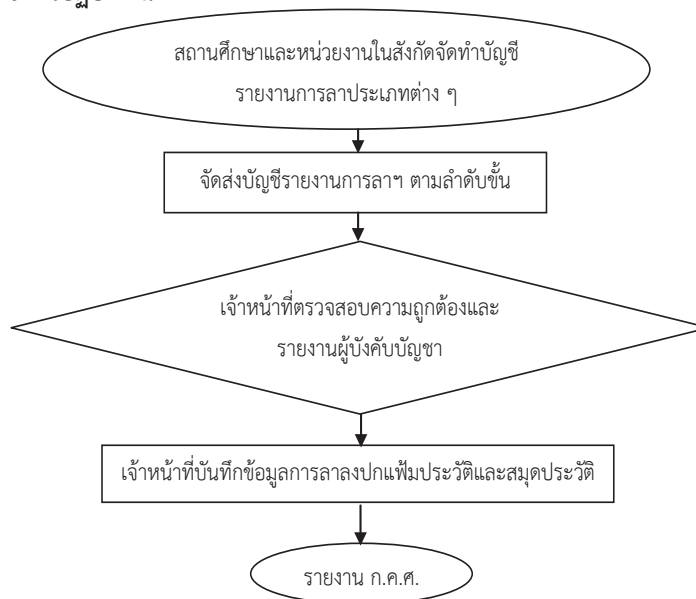 สถานศึกษาและหน่วยงานในสังกัดจัดทำบัญชี
รายงานการลาประเภทต่าง ๆ
จัดส่งบัญชีรายงานการลาฯ ตามลำดับขั้น
เจ้าหน้าที่ตรวจสอบความถูกต้องและ
รายงานผู้บังคับบัญชา
เจ้าหน้าที่บันทึกข้อมูลการลาลงปกแฟ้มประวัติและสมุดประวัติ
รายงาน ก.ค.ศ.